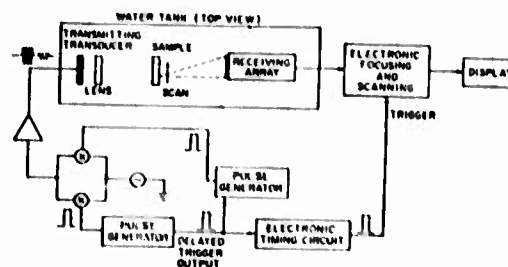 WATER TANK (TOP VIEW)
TRANSMITTING
TRANSDUCER
LENS
SAMPLE
SCAN
RECEIVING
ARRAY
ELECTRONIC
FOCUSING
AND
SCANNING
DISPLAY
TRIGGER
PULSE
GENERATOR
PULSE
GENERATOR
DELAYED
TRIGGER
OUTPUT
ELECTRONIC
TIMING CIRCUIT